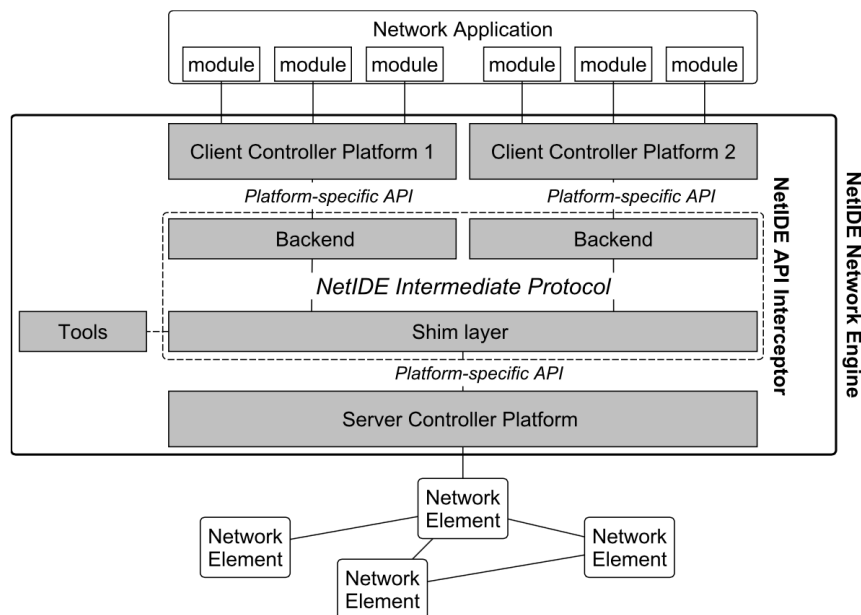 Network Application
module module module module module module
Client Controller Platform 1 Client Controller Platform 2
Platform-specific API Platform-specific API
Backend Backend
NetIDE Intermediate Protocol
Tools Shim layer
Platform-specific API
Server Controller Platform
NetIDE API Interceptor
NetIDE Network Engine
Network
Element
Network
Element
Network
Element
Network
Element